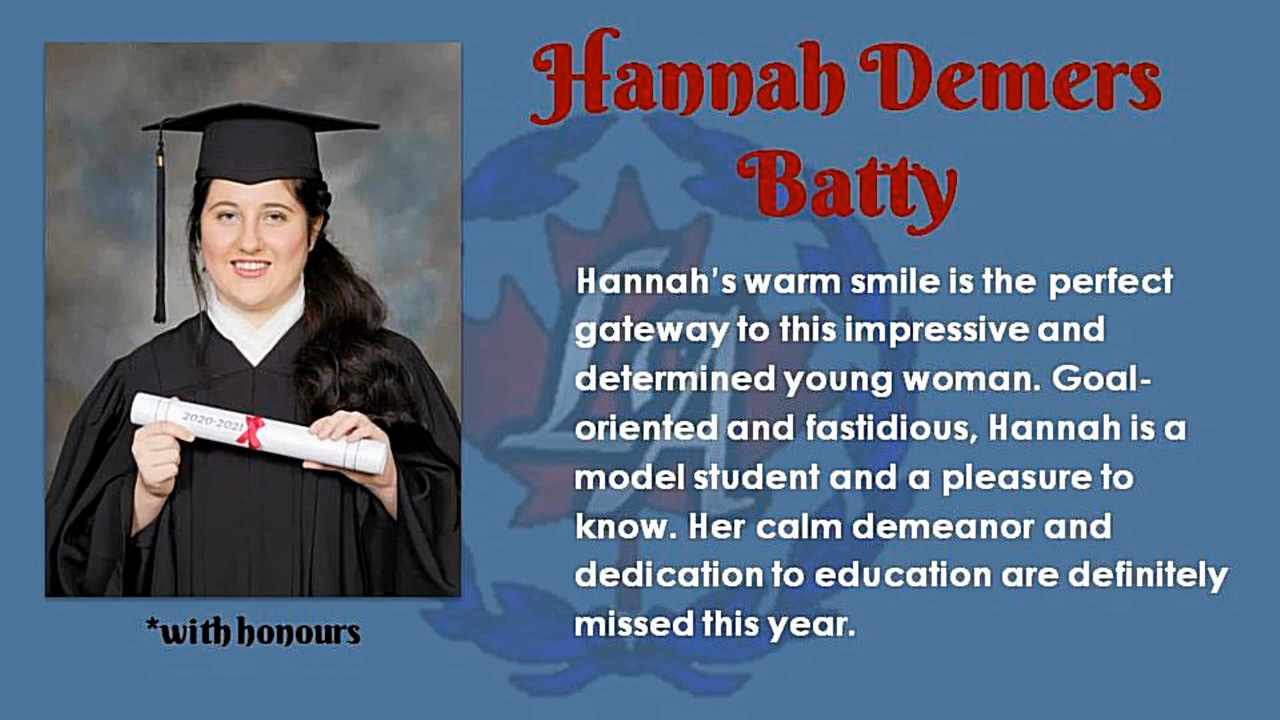 Hannah Demers
Batty
Hannah's warm smile is the perfect
gateway to this impressive and
determined young woman. Goal-
oriented and fastidious, Hannah is a
model student and a pleasure to
know. Her calm demeanor and
dedication to education are definitely
missed this year.
2020-2021
*with honours
LA